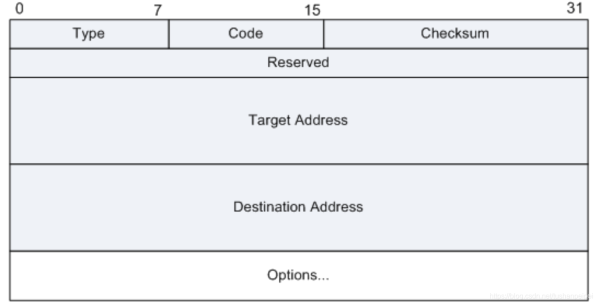 0 7 15 31
Type Code Checksum
Reserved
Target Address
Destination Address
Options...